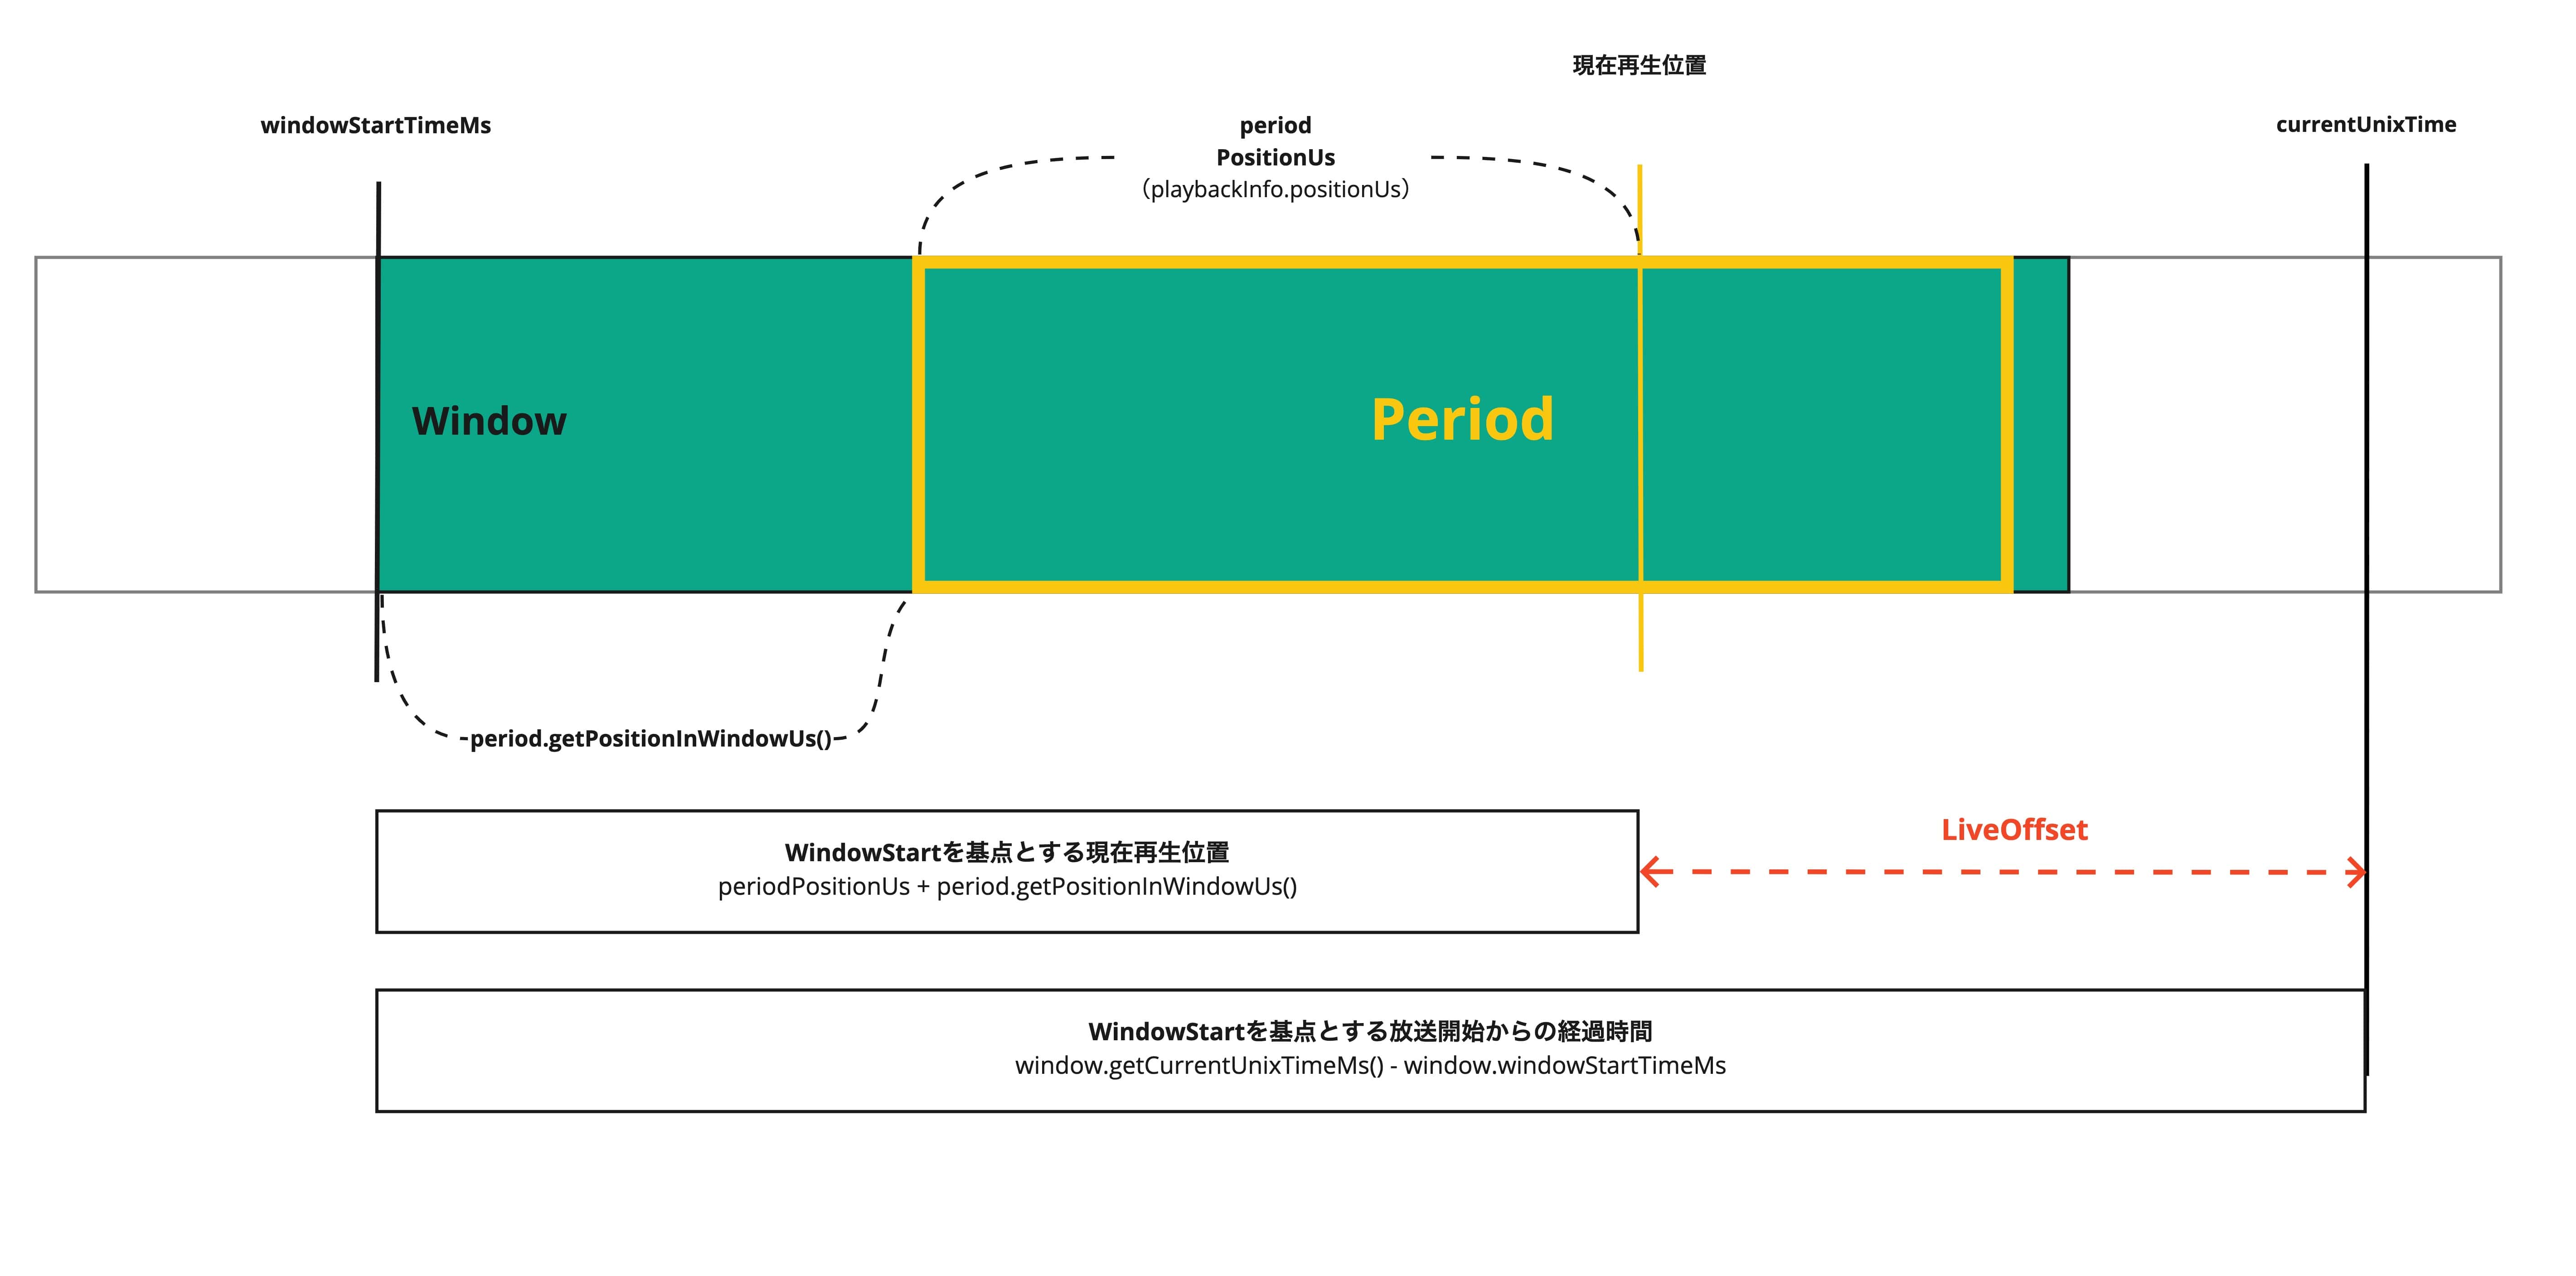 現在再生位置
windowStartTimeMs
period
PositionUs
（playbackInfo.positionUs）
currentUnixTime
Window
Period
period.getPositionInWindowUs()
WindowStartを基点とする現在再生位置
periodPositionUs + period.getPositionInWindowUs()
LiveOffset
WindowStartを基点とする放送開始からの経過時間
window.getCurrentUnixTimeMs() - window.windowStartTimeMs